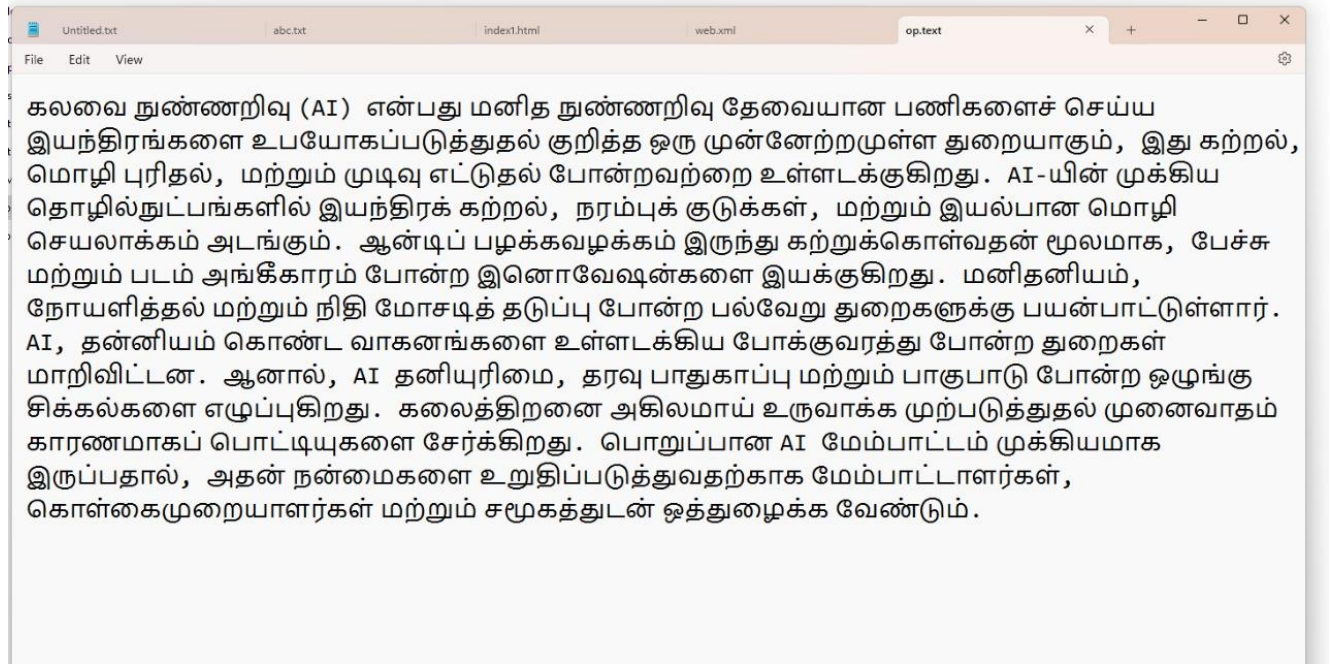 Untitled.txt abc.txt index1.html web.xml op.text
File Edit View
கலவை நுண்ணறிவு (AI) என்பது மனித நுண்ணறிவு தேவையான பணிகளைச் செய்ய
இயந்திரங்களை உபயோகப்படுத்துதல் குறித்த ஒரு முன்னேற்றமுள்ள துறையாகும், இது கற்றல்,
மொழி புரிதல், மற்றும் முடிவு எட்டுதல் போன்றவற்றை உள்ளடக்குகிறது. AI-யின் முக்கிய
தொழில்நுட்பங்களில் இயந்திரக் கற்றல், நரம்புக் குடுக்கள், மற்றும் இயல்பான மொழி
செயலாக்கம் அடங்கும். ஆன்டிப் பழக்கவழக்கம் இருந்து கற்றுக்கொள்வதன் மூலமாக, பேச்சு
மற்றும் படம் அங்கீகாரம் போன்ற இனொவேஷன்களை இயக்குகிறது. மனிதனியம்,
நோயளித்தல் மற்றும் நிதி மோசடித் தடுப்பு போன்ற பல்வேறு துறைகளுக்கு பயன்பாட்டுள்ளார்.
AI, தன்னியம் கொண்ட வாகனங்களை உள்ளடக்கிய போக்குவரத்து போன்ற துறைகள்
மாறிவிட்டன. ஆனால், AI தனியுரிமை, தரவு பாதுகாப்பு மற்றும் பாகுபாடு போன்ற ஒழுங்கு
சிக்கல்களை எழுப்புகிறது. கலைத்திறனை அகிலமாய் உருவாக்க முற்படுத்துதல் முனைவாதம்
காரணமாகப் பொட்டியுகளை சேர்க்கிறது. பொறுப்பான AI மேம்பாட்டம் முக்கியமாக
இருப்பதால், அதன் நன்மைகளை உறுதிப்படுத்துவதற்காக மேம்பாட்டாளர்கள்,
கொள்கைமுறையாளர்கள் மற்றும் சமூகத்துடன் ஒத்துழைக்க வேண்டும்.